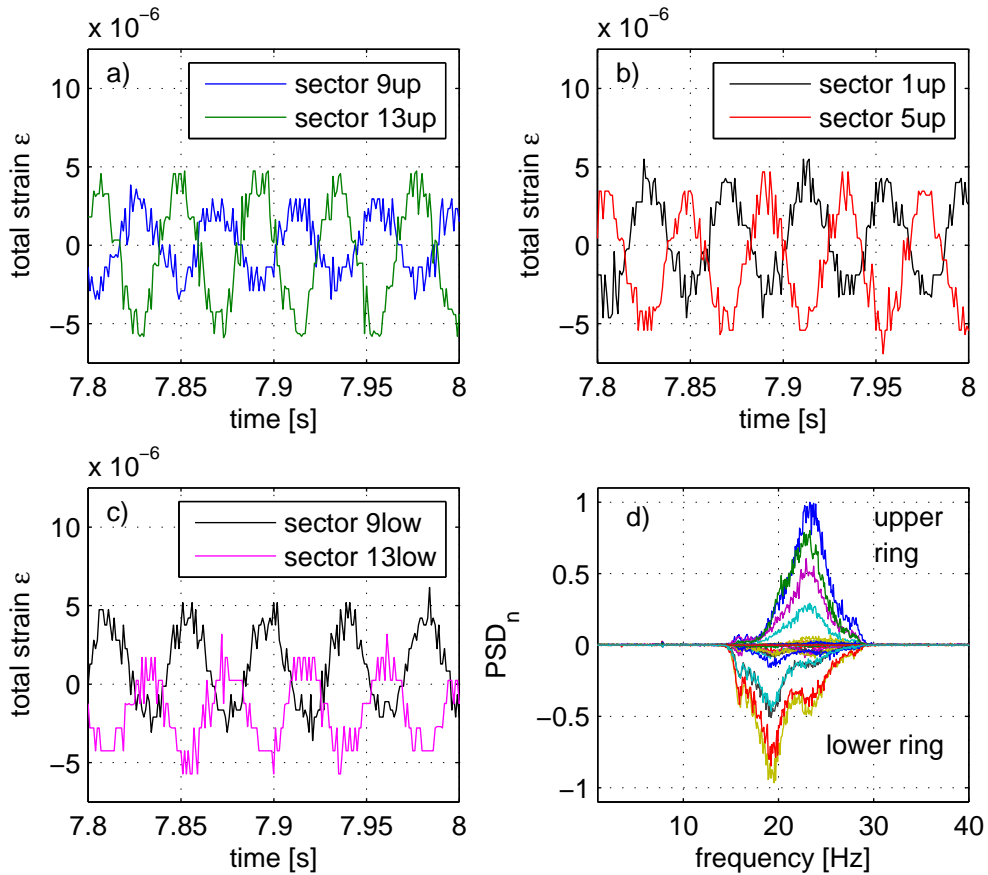 x 10⁻⁶
a)
sector 9up
sector 13up
10
5
0
−5
total strain ε
7.8 7.85 7.9 7.95 8
time [s]
x 10⁻⁶
b)
sector 1up
sector 5up
10
5
0
−5
total strain ε
7.8 7.85 7.9 7.95 8
time [s]
x 10⁻⁶
c)
sector 9low
sector 13low
10
5
0
−5
total strain ε
7.8 7.85 7.9 7.95 8
time [s]
d)
upper
ring
lower ring
1
0.5
0
−0.5
−1
PSDₙ
10 20 30 40
frequency [Hz]